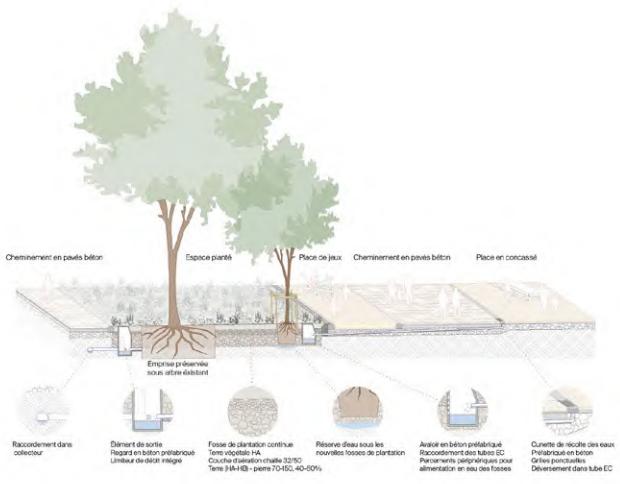 Cheminement en pavés béton
Espace planté
Place de jeux
Cheminement en pavés béton
Place en concassé
Emprise préservée
sous arbre éxistant
Raccordement dans
collecteur
Élément de sortie
Regard en béton préfabriqué
Limiteur de débit intégré
Fosse de plantation continue
Terre végétale HA
Couche d'aération chaille 32/50
Terre (HA-HB) - pierre 70-150, 40-60%
Réserve d'eau sous les
nouvelles fosses de plantation
Avaloir en béton préfabriqué
Raccordement des tubes EC
Percements périphériques pour
alimentation en eau des fosses
Cunette de récolte des eaux
Préfabriqué en béton
Grilles ponctuelles
Déversement dans tube EC